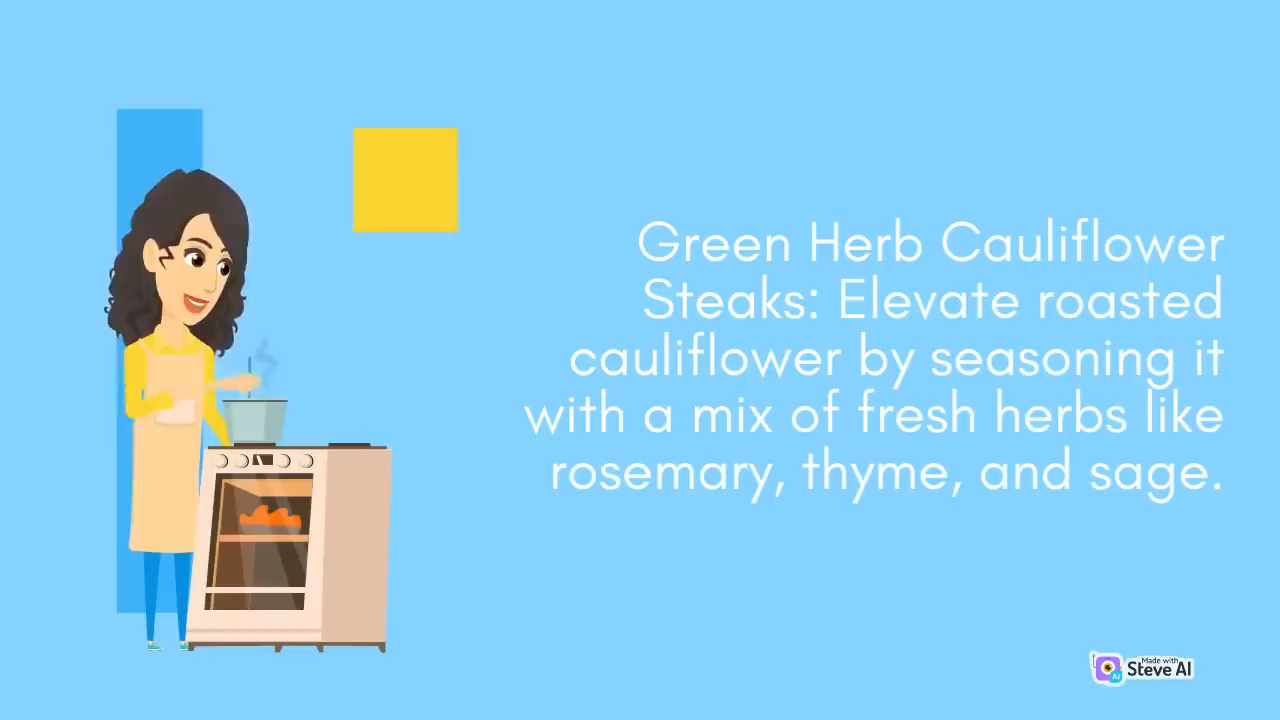 Green Herb Cauliflower
Steaks: Elevate roasted
cauliflower by seasoning it
with a mix of fresh herbs like
rosemary, thyme, and sage.
Made with
Steve AI
AI